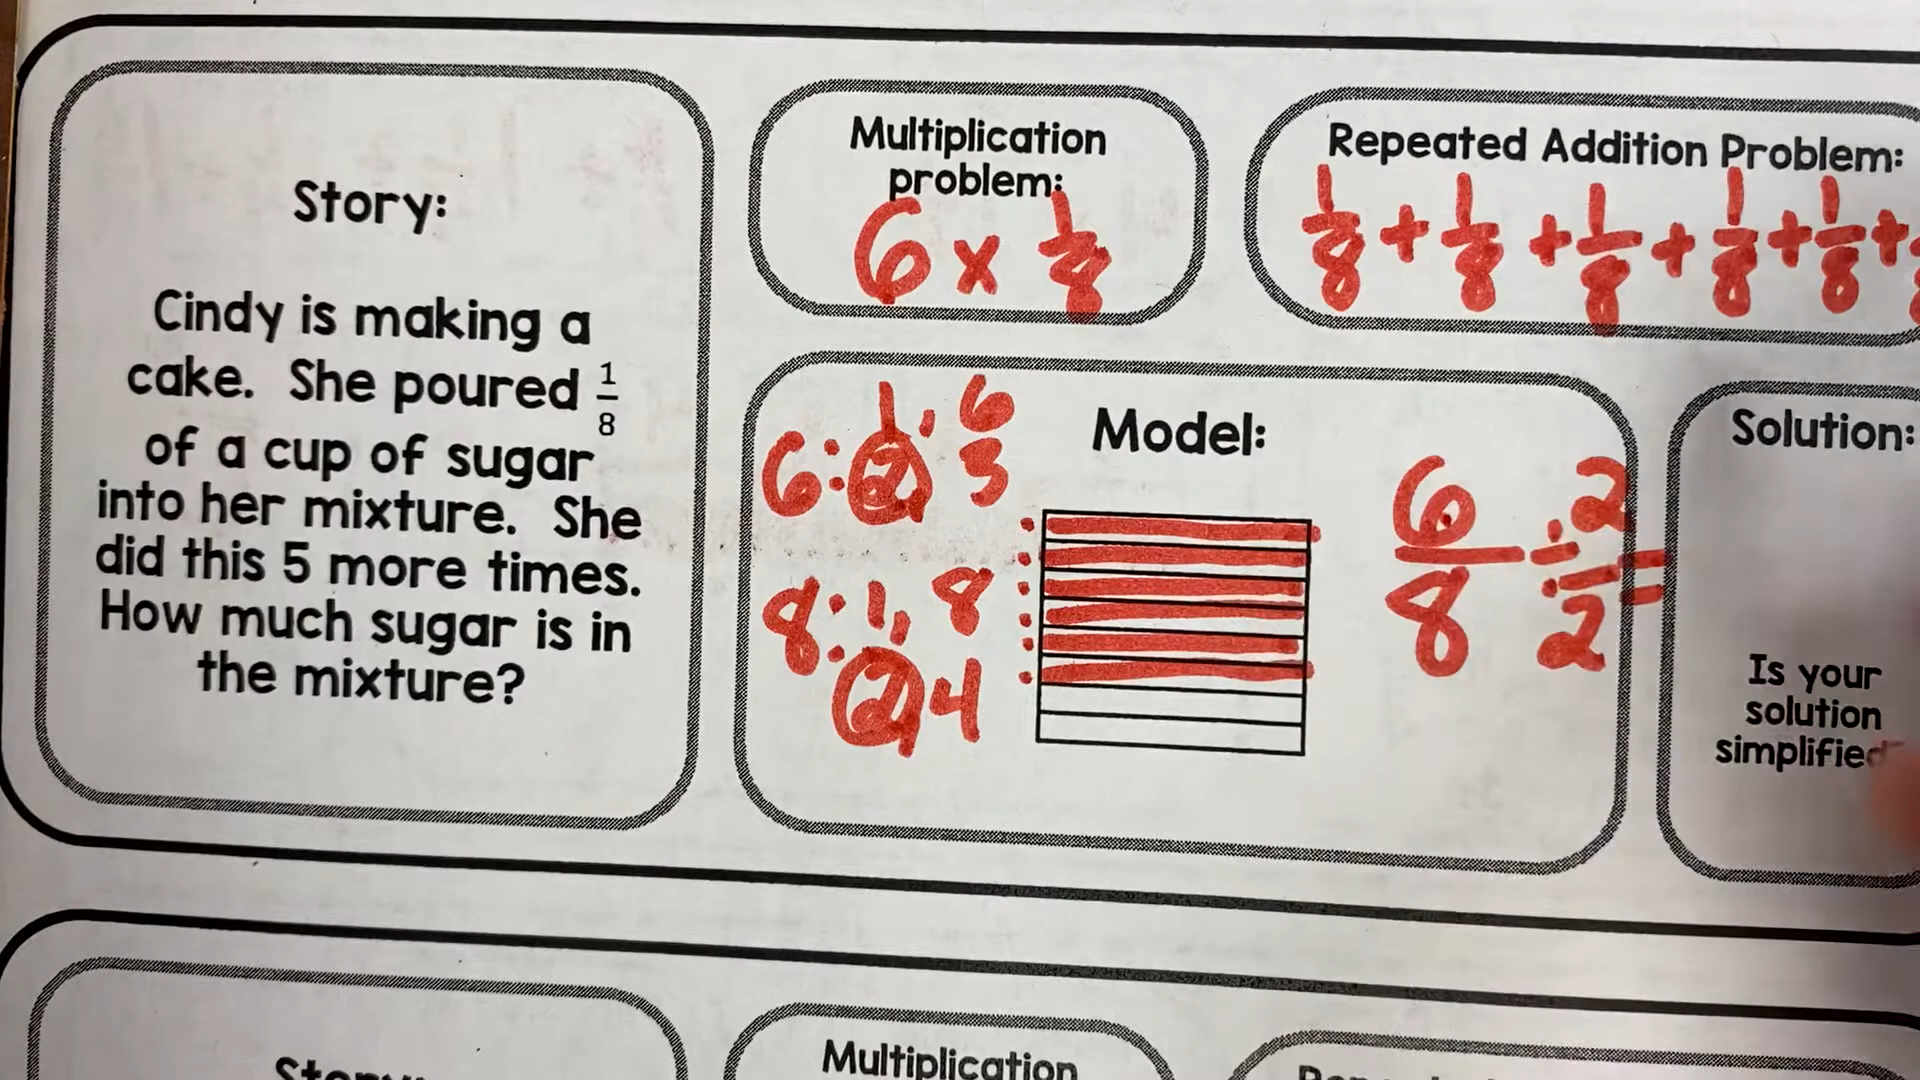 Story:
Cindy is making a
cake. She poured 1/8
of a cup of sugar
into her mixture. She
did this 5 more times.
How much sugar is in
the mixture?
Multiplication
problem:
6 x 1/8
Repeated Addition Problem:
1/8 + 1/8 + 1/8 + 1/8 + 1/8 +
Model:
6: 1, 6
2, 3
8: 1, 8
2, 4
6/8 ÷ 2/2 =
Solution:
Is your
solution
simplified
Story:
Multiplication